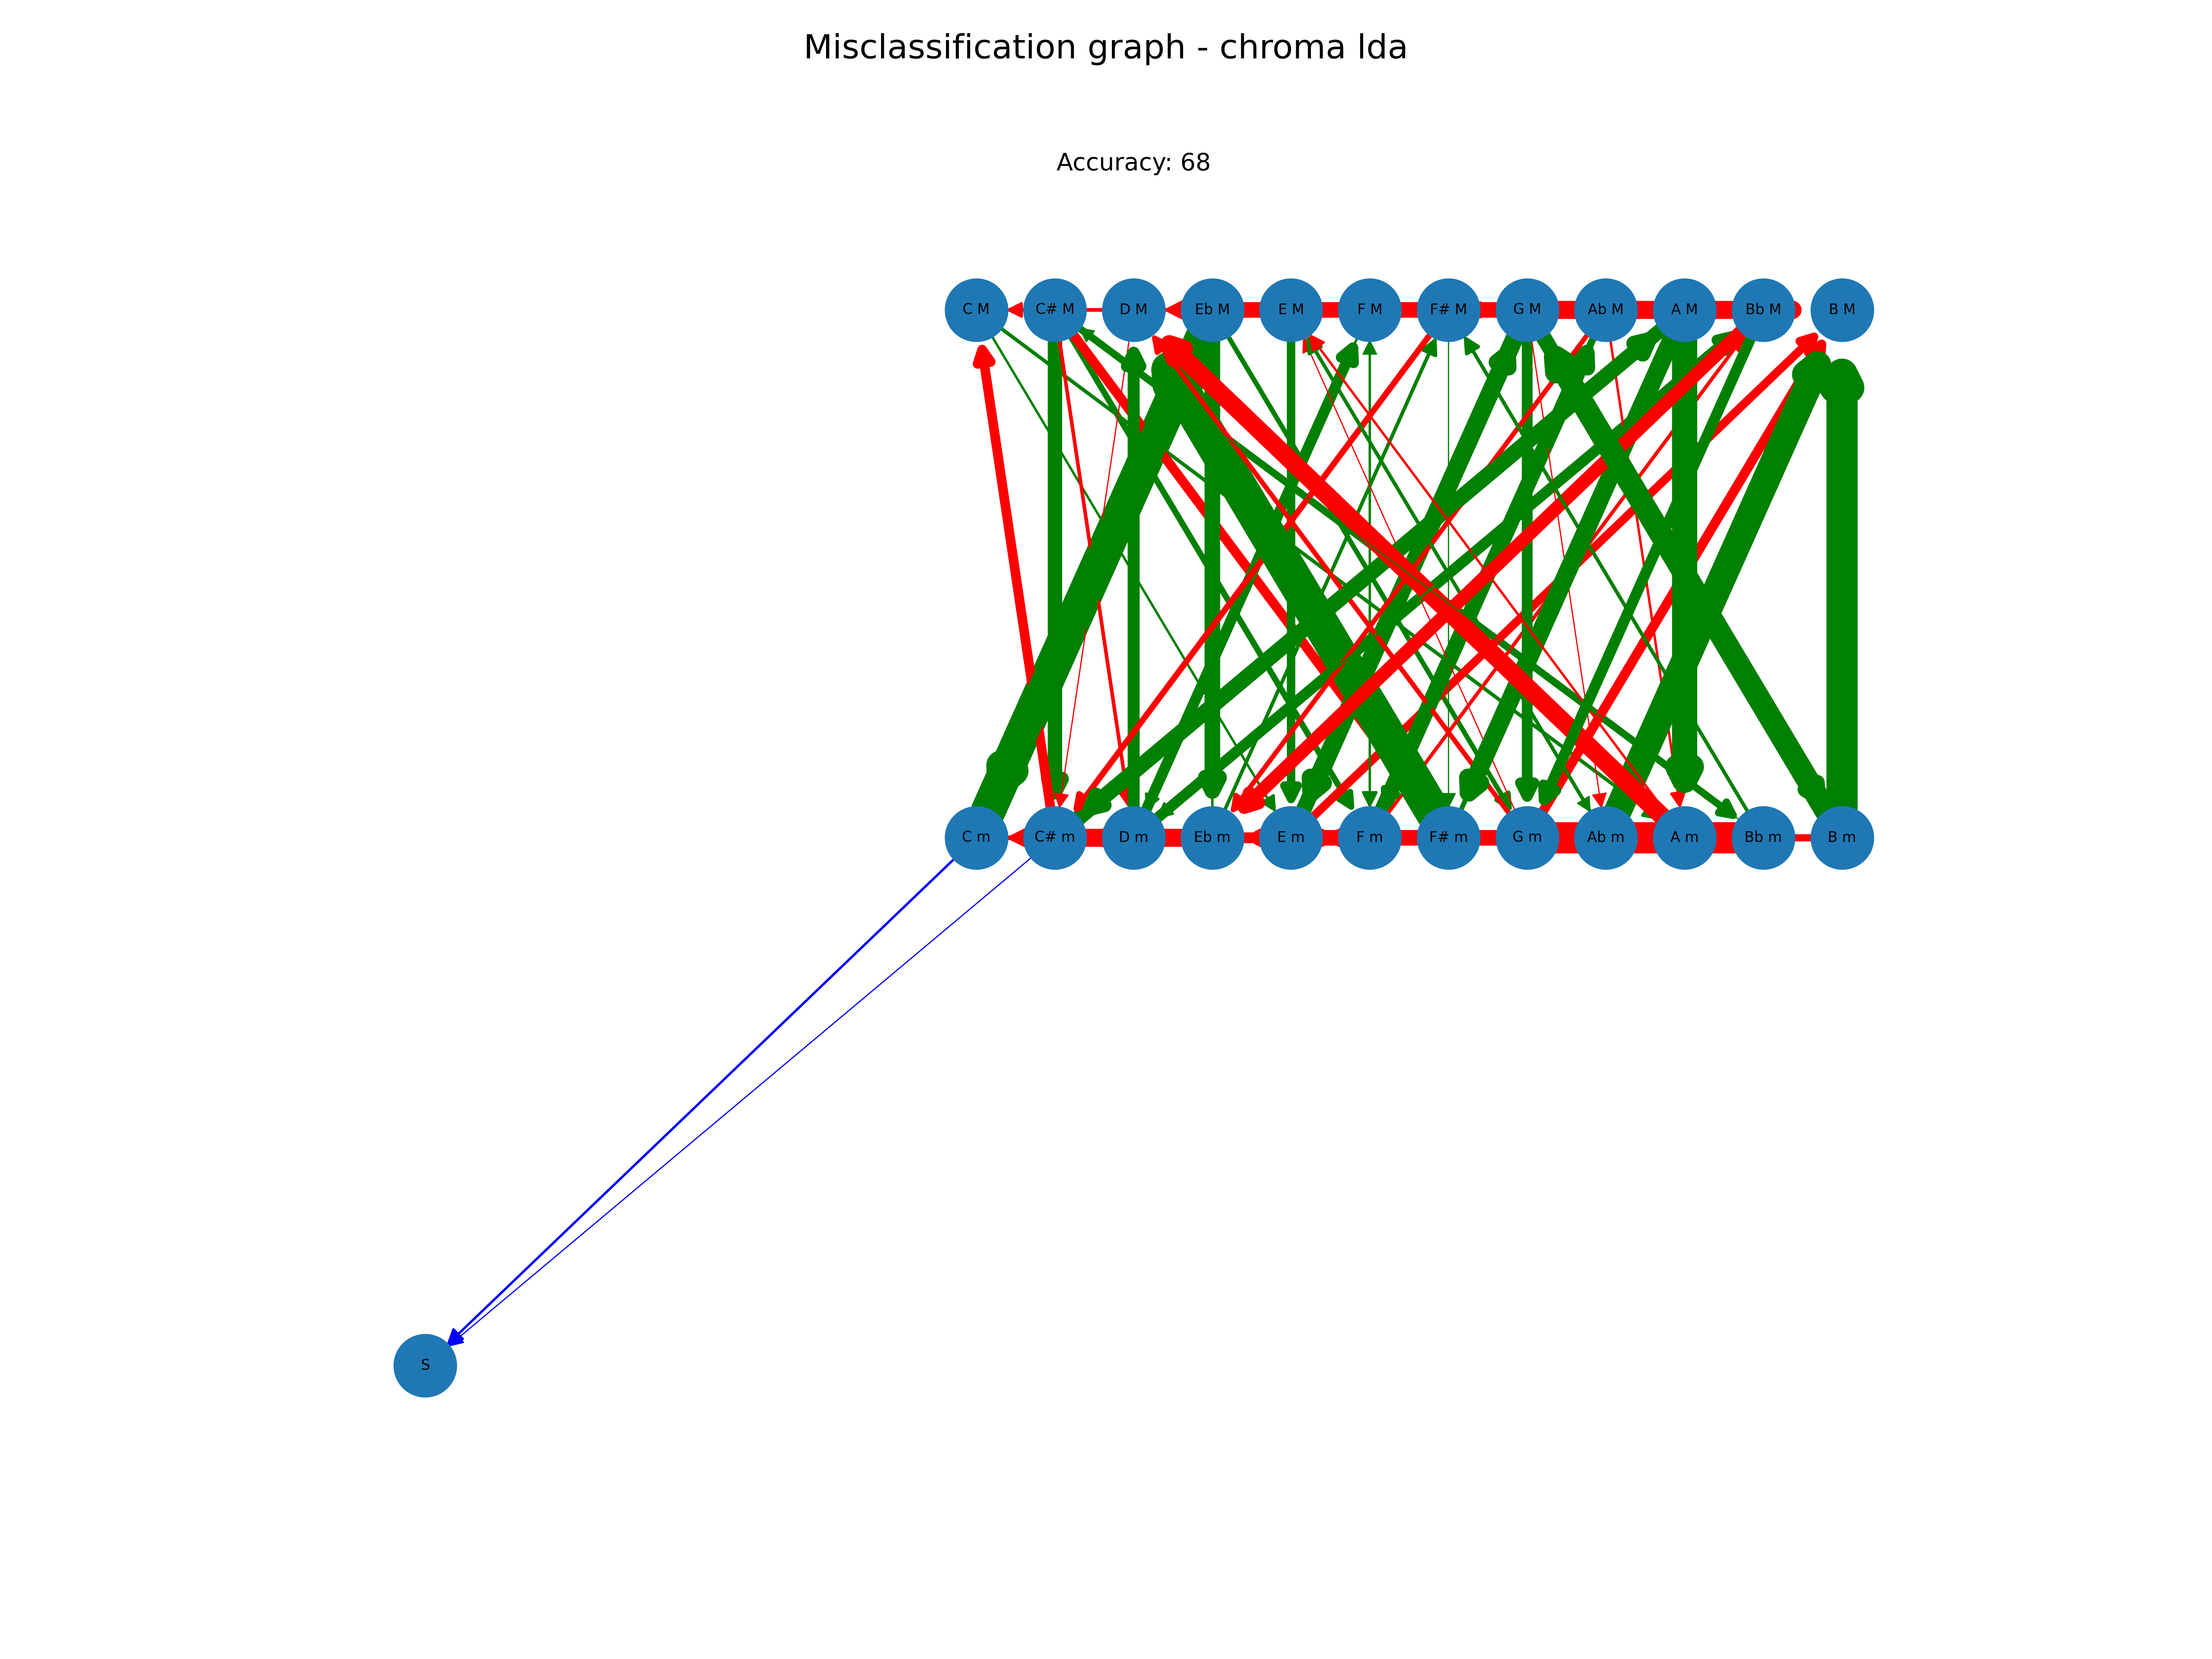 Misclassification graph - chroma lda
Accuracy: 68
C M C# M D M Eb M E M F M F# M G M Ab M A M Bb M B M
C m C# m D m Eb m E m F m F# m G m Ab m A m Bb m B m
S